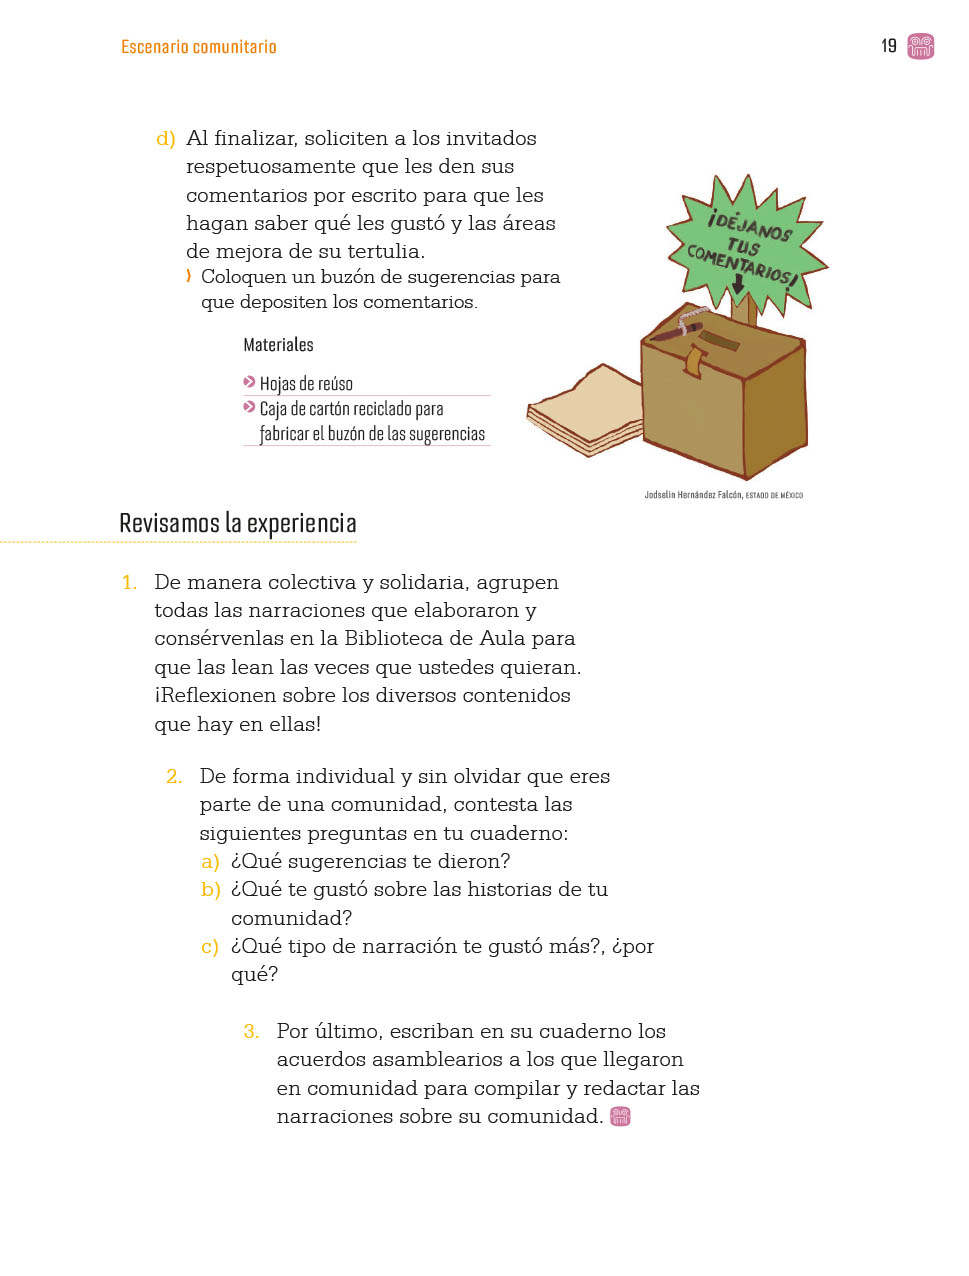 Escenario comunitario
19
d) Al finalizar, soliciten a los invitados
respetuosamente que les den sus
comentarios por escrito para que les
hagan saber qué les gustó y las áreas
de mejora de su tertulia.
Coloquen un buzón de sugerencias para
que depositen los comentarios.
Materiales
Hojas de reúso
Caja de cartón reciclado para
fabricar el buzón de las sugerencias
¡DÉJANOS
TUS
COMENTARIOS!
Jodselin Hernández Falcón, ESTADO DE MÉXICO
Revisamos la experiencia
1. De manera colectiva y solidaria, agrupen
todas las narraciones que elaboraron y
consérvenlas en la Biblioteca de Aula para
que las lean las veces que ustedes quieran.
¡Reflexionen sobre los diversos contenidos
que hay en ellas!
2. De forma individual y sin olvidar que eres
parte de una comunidad, contesta las
siguientes preguntas en tu cuaderno:
a) ¿Qué sugerencias te dieron?
b) ¿Qué te gustó sobre las historias de tu
comunidad?
c) ¿Qué tipo de narración te gustó más?, ¿por
qué?
3. Por último, escriban en su cuaderno los
acuerdos asamblearios a los que llegaron
en comunidad para compilar y redactar las
narraciones sobre su comunidad.